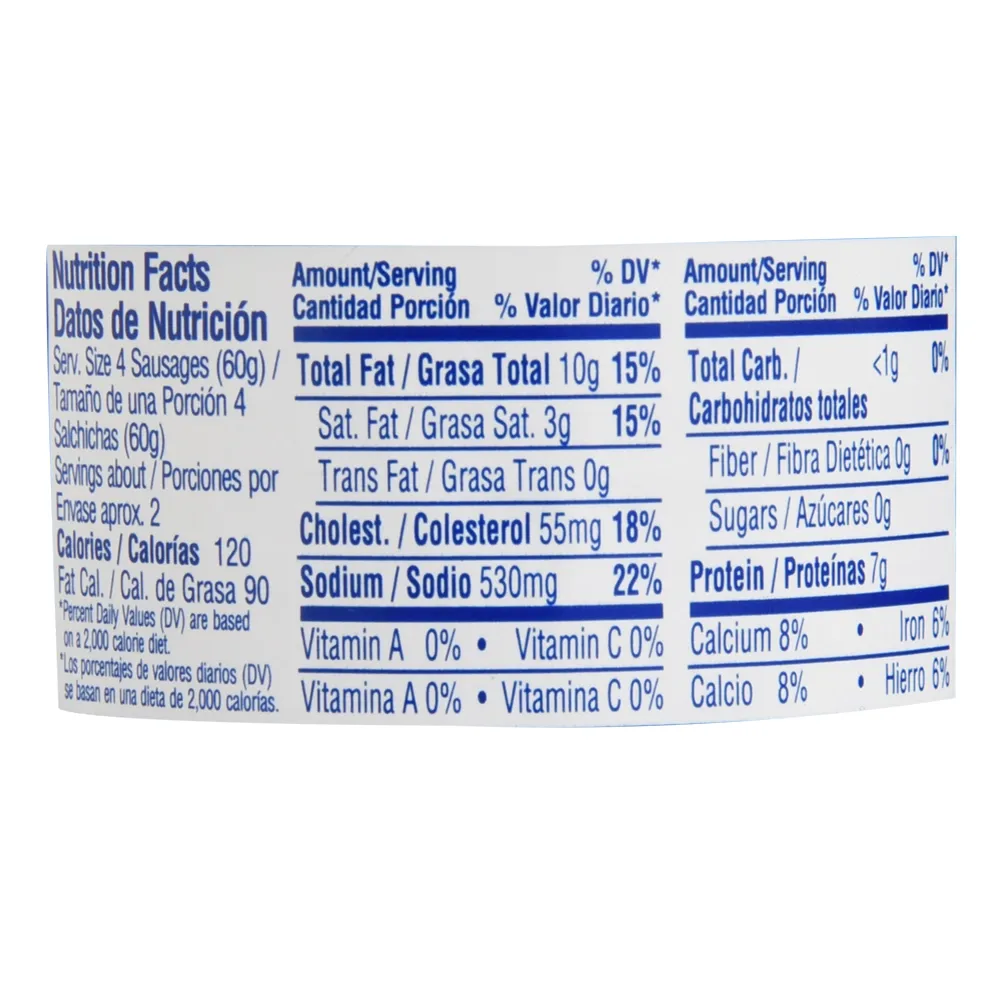 Nutrition Facts
Datos de Nutrición
Serv. Size 4 Sausages (60g) /
Tamaño de una Porción 4
Salchichas (60g)
Servings about / Porciones por
Envase aprox. 2
Calories / Calorías 120
Fat Cal. / Cal. de Grasa 90
*Percent Daily Values (DV) are based
on a 2,000 calorie diet.
*Los porcentajes de valores diarios (DV)
se basan en una dieta de 2,000 calorías.
Amount/Serving % DV*
Cantidad Porción % Valor Diario*
Total Fat / Grasa Total 10g 15%
Sat. Fat / Grasa Sat. 3g 15%
Trans Fat / Grasa Trans 0g
Cholest. / Colesterol 55mg 18%
Sodium / Sodio 530mg 22%
Vitamin A 0% • Vitamin C 0%
Vitamina A 0% • Vitamina C 0%
Amount/Serving % DV*
Cantidad Porción % Valor Diario*
Total Carb. / <1g 0%
Carbohidratos totales
Fiber / Fibra Dietética 0g 0%
Sugars / Azúcares 0g
Protein / Proteínas 7g
Calcium 8% • Iron 6%
Calcio 8% • Hierro 6%